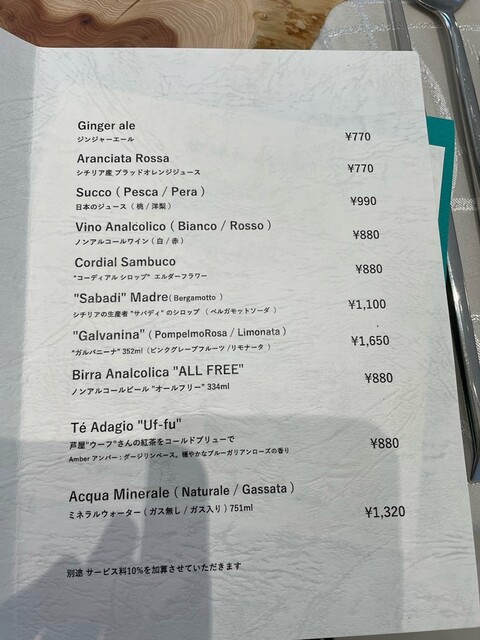 Ginger ale
ジンジャーエール
¥770
Aranciata Rossa
シチリア産 ブラッドオレンジジュース
¥770
Succo ( Pesca / Pera )
日本のジュース ( 桃 / 洋梨 )
¥990
Vino Analcolico ( Bianco / Rosso )
ノンアルコールワイン ( 白 / 赤 )
¥880
Cordial Sambuco
"コーディアル シロップ" エルダーフラワー
¥880
"Sabadi" Madre ( Bergamotto )
シチリアの生産者 "サバディ" のシロップ ( ベルガモットソーダ )
¥1,100
"Galvanina" ( PompelmoRosa / Limonata )
"ガルバニーナ" 352ml ( ピンクグレープフルーツ /リモナータ )
¥1,650
Birra Analcolica "ALL FREE"
ノンアルコールビール "オールフリー" 334ml
¥880
Té Adagio "Uf-fu"
芦屋"ウーフ"さんの紅茶をコールドブリューで
Amber アンバー : ダージリンベース。穏やかなブルーガリアンローズの香り
¥880
Acqua Minerale ( Naturale / Gassata )
ミネラルウォーター ( ガス無し / ガス入り ) 751ml
¥1,320
別途 サービス料10%を加算させていただきます